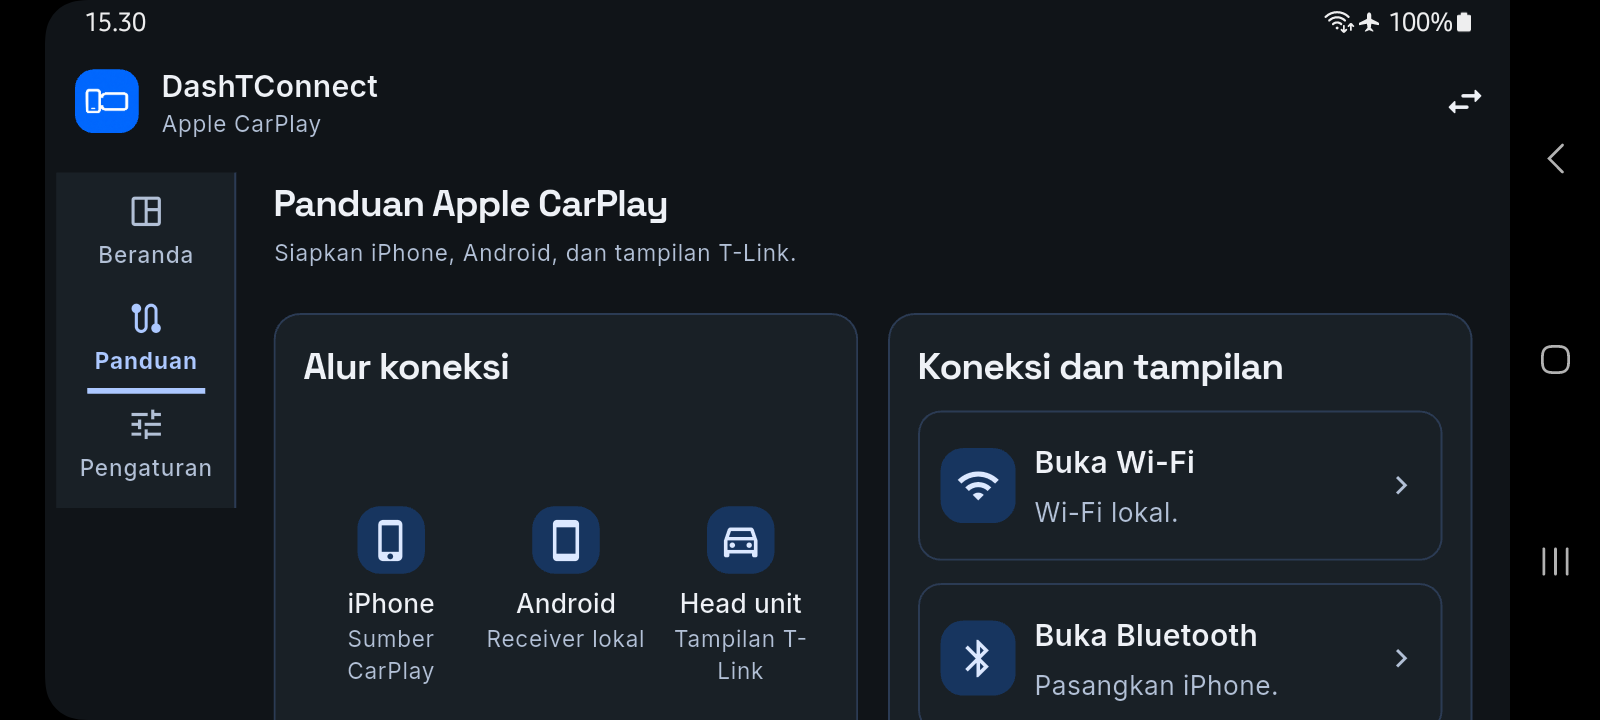 15.30
100%
DashTConnect
Apple CarPlay
Beranda
Panduan
Pengaturan
Panduan Apple CarPlay
Siapkan iPhone, Android, dan tampilan T-Link.
Alur koneksi
iPhone
Sumber
CarPlay
Android
Receiver lokal
Head unit
Tampilan T-
Link
Koneksi dan tampilan
Buka Wi-Fi
Wi-Fi lokal.
Buka Bluetooth
Pasangkan iPhone.